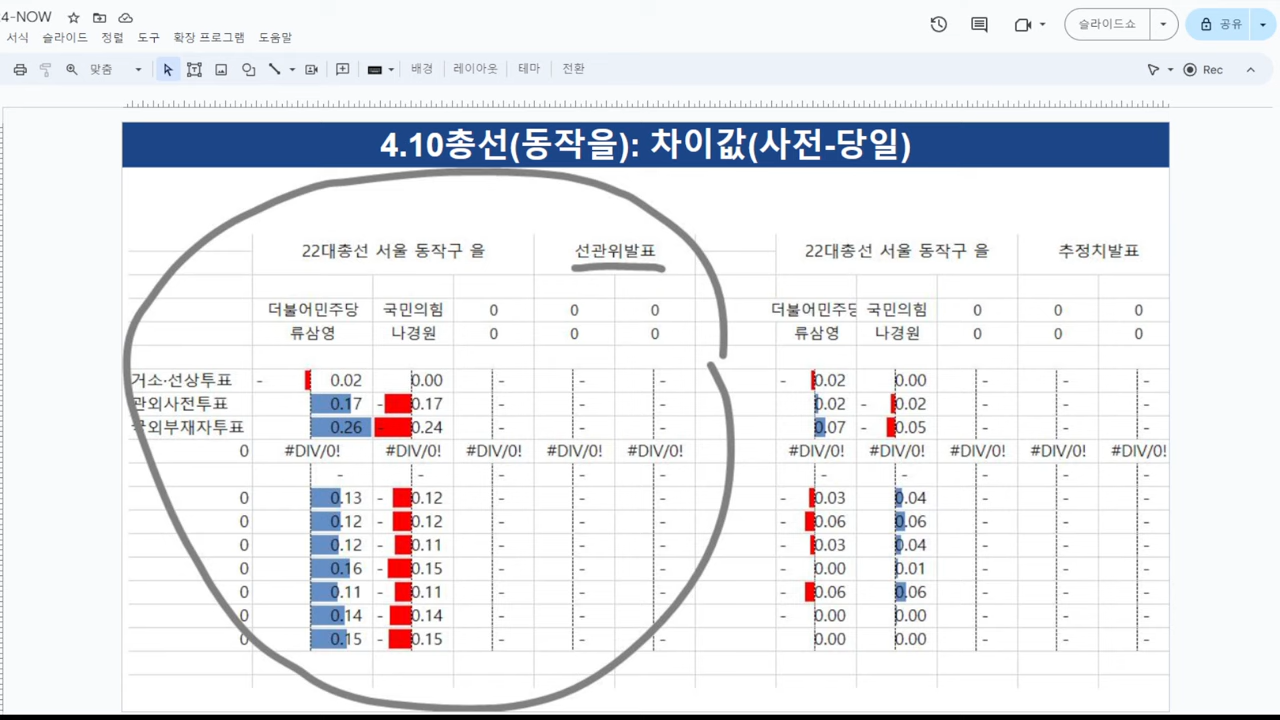 4-NOW
서식 슬라이드 정렬 도구 확장 프로그램 도움말
슬라이드쇼 공유
맞춤 배경 레이아웃 테마 전환 Rec
4.10총선(동작을): 차이값(사전-당일)
22대총선 서울 동작구 을 선관위발표 22대총선 서울 동작구 을 추정치발표
더불어민주당 국민의힘 0 0 0 더불어민주당 국민의힘 0 0 0
류삼영 나경원 0 0 0 류삼영 나경원 0 0 0
거소·선상투표 - 0.02 0.00 - - - - 0.02 0.00 - - -
관외사전투표 0.17 - 0.17 - - - 0.02 - 0.02 - - -
국외부재자투표 0.26 - 0.24 - - - 0.07 - 0.05 - - -
0 #DIV/0! #DIV/0! #DIV/0! #DIV/0! #DIV/0! #DIV/0! #DIV/0! #DIV/0! #DIV/0! #DIV/0!
- - - - - - - - - -
0 0.13 - 0.12 - - - - 0.03 0.04 - - -
0 0.12 - 0.12 - - - - 0.06 0.06 - - -
0 0.12 - 0.11 - - - - 0.03 0.04 - - -
0 0.16 - 0.15 - - - - 0.00 0.01 - - -
0 0.11 - 0.11 - - - - 0.06 0.06 - - -
0 0.14 - 0.14 - - - - 0.00 0.00 - - -
0 0.15 - 0.15 - - - 0.00 0.00 - - -